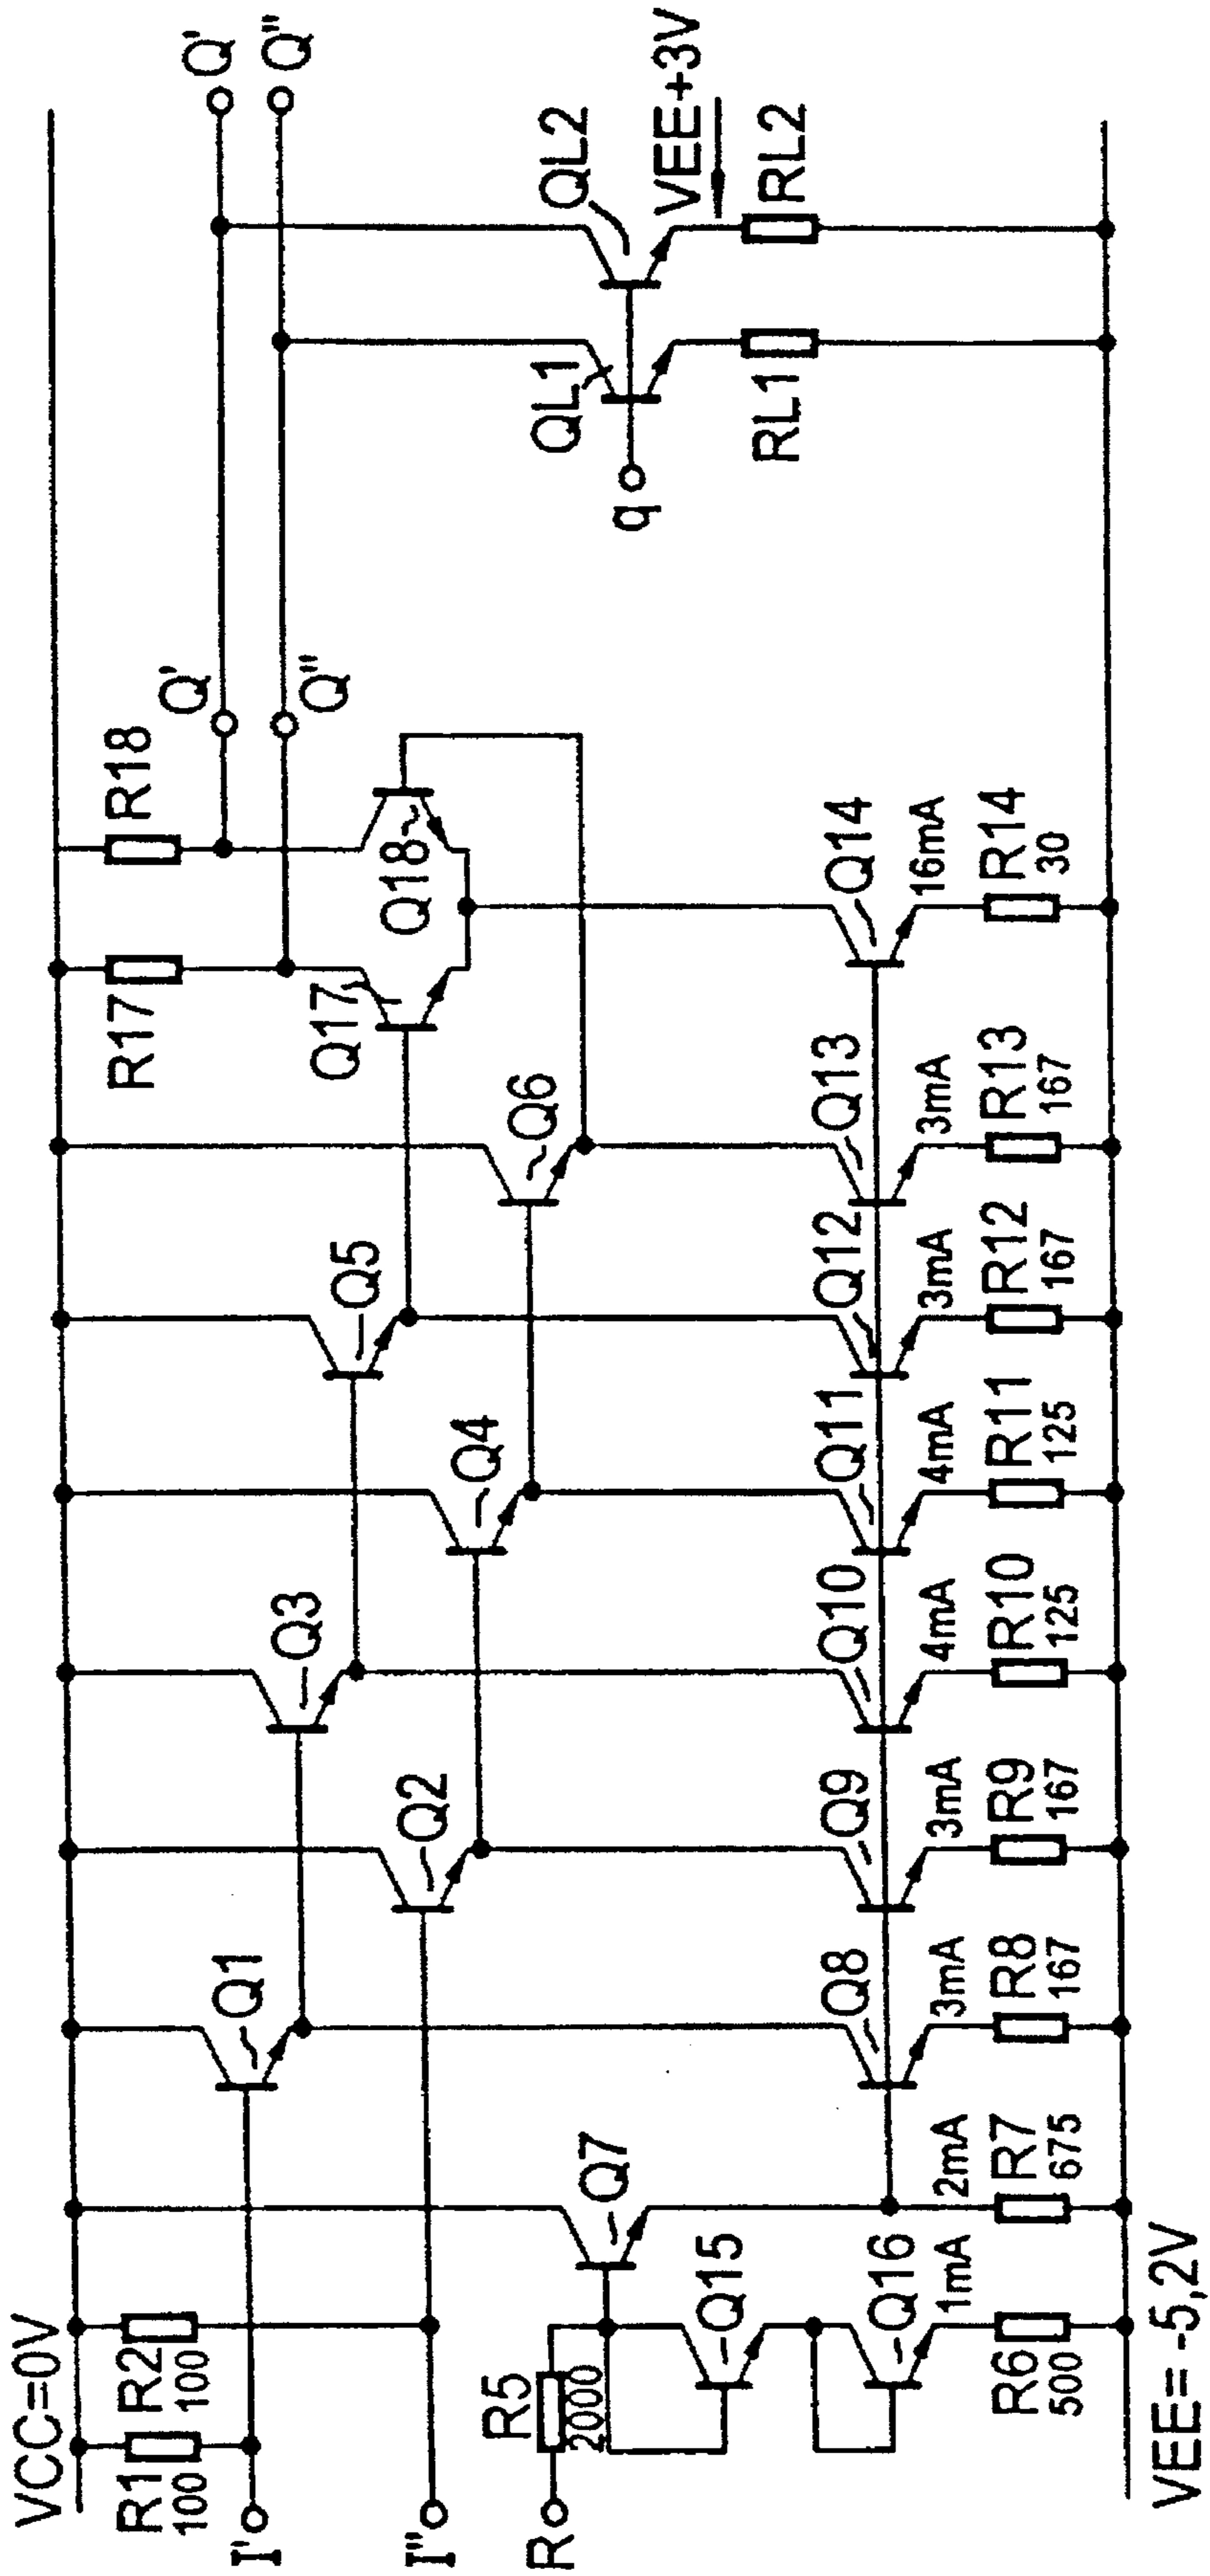 VCC=0V
R1
100
R2
100
I'
I"
R
R5
2000
Q7
Q15
Q16
1mA
R6
500
VEE= -5,2V
2mA
R7
675
Q1
Q8
3mA
R8
167
Q2
Q9
3mA
R9
167
Q3
Q10
4mA
R10
125
Q4
Q11
4mA
R11
125
Q5
Q12
3mA
R12
167
Q6
Q13
3mA
R13
167
R17
Q17
R18
Q18
Q14
16mA
R14
30
Q'
Q"
q
QL1
RL1
QL2
VEE+3V
RL2
Q'
Q"